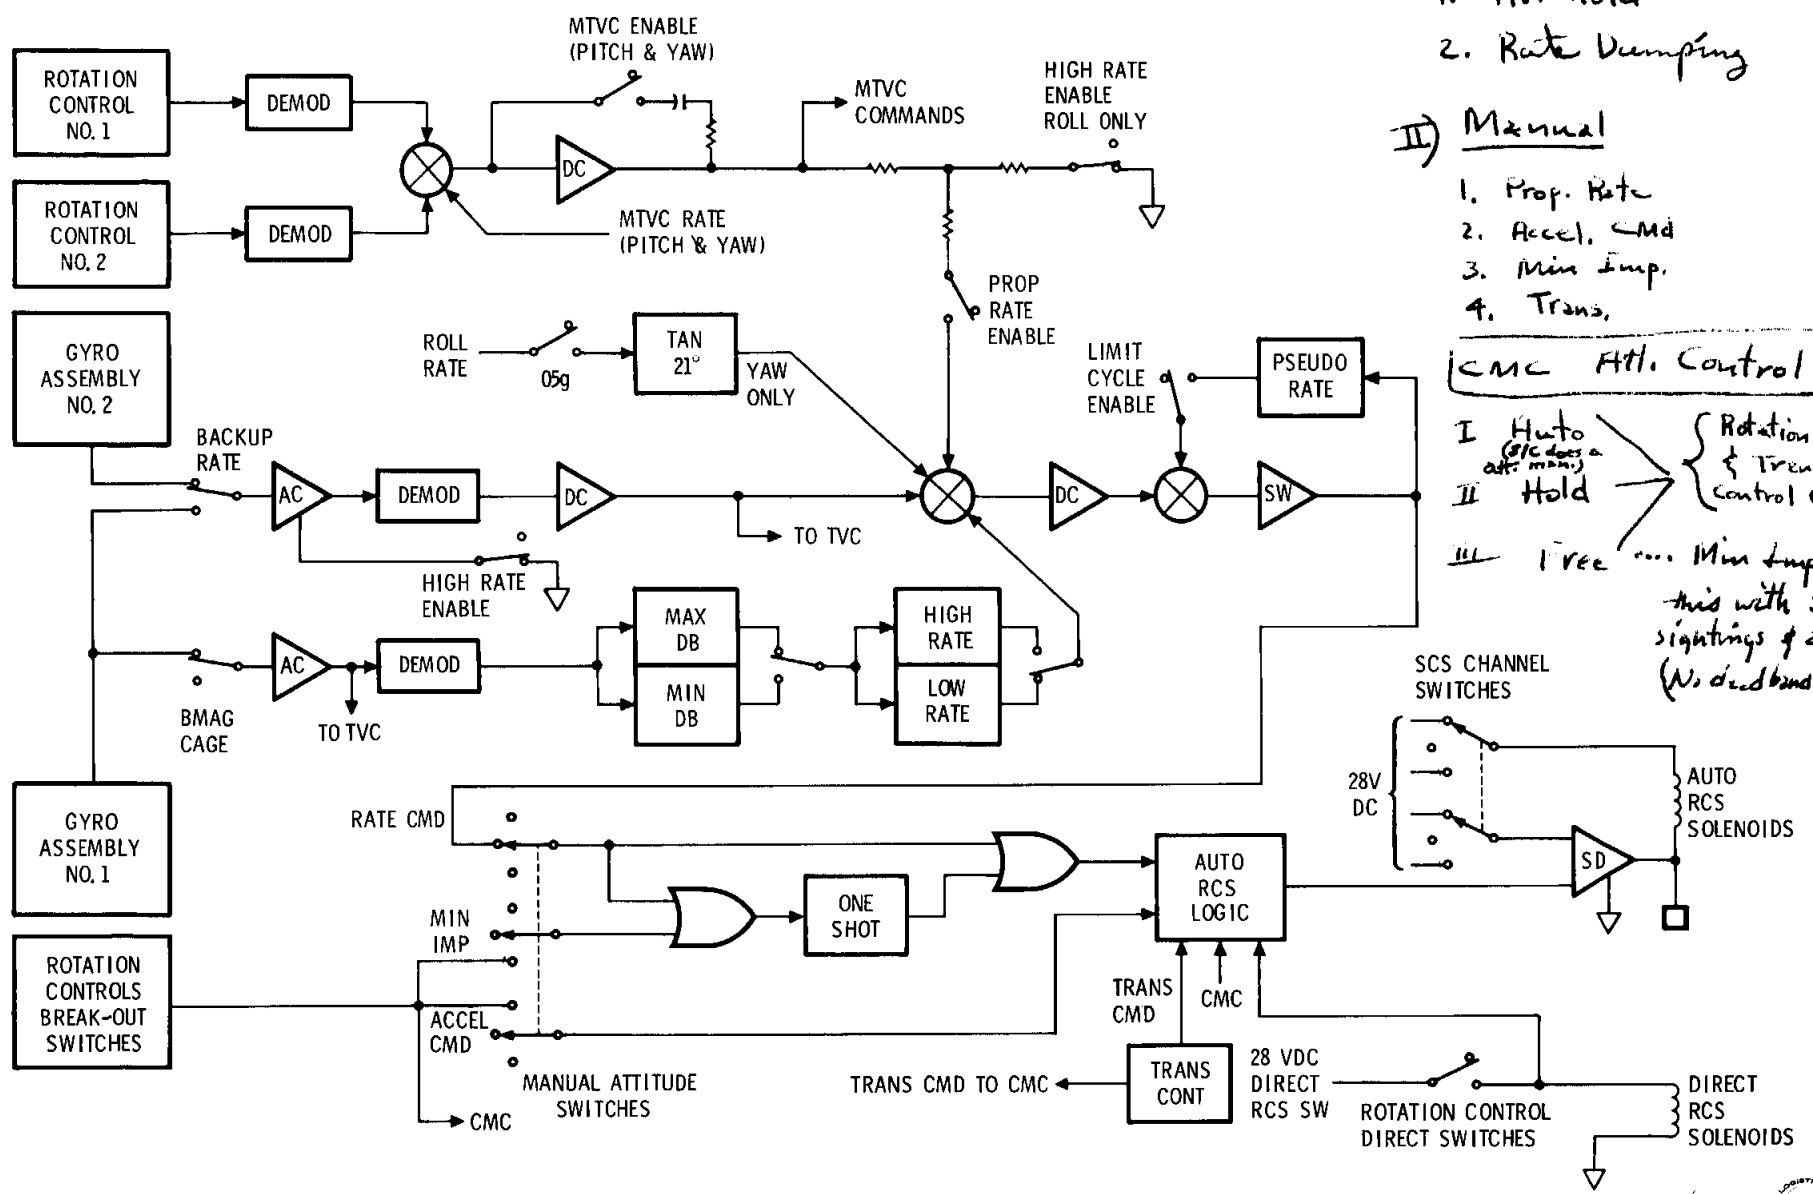 MTVC ENABLE
(PITCH & YAW)
ROTATION
CONTROL
NO. 1
DEMOD
MTVC
COMMANDS
HIGH RATE
ENABLE
ROLL ONLY
DC
ROTATION
CONTROL
NO. 2
DEMOD
MTVC RATE
(PITCH & YAW)
2. Rate Damping
II) Manual
1. Prop. Rate
2. Accel. CMd
3. Min Imp.
4. Trans.
GYRO
ASSEMBLY
NO. 2
ROLL
RATE
05g
TAN
21°
YAW
ONLY
PROP
RATE
ENABLE
LIMIT
CYCLE
ENABLE
PSEUDO
RATE
CMC Att. Control
I Auto
(S/C does a
att. man.)
II Hold
III Free .... Min Imp
Rotation
& Tran
Control
this with
sightings &
(No deadband
BACKUP
RATE
AC
DEMOD
DC
TO TVC
DC
SW
HIGH RATE
ENABLE
MAX
DB
MIN
DB
HIGH
RATE
LOW
RATE
AC
DEMOD
TO TVC
BMAG
CAGE
SCS CHANNEL
SWITCHES
28V
DC
AUTO
RCS
SOLENOIDS
SD
GYRO
ASSEMBLY
NO. 1
RATE CMD
MIN
IMP
ONE
SHOT
AUTO
RCS
LOGIC
ROTATION
CONTROLS
BREAK-OUT
SWITCHES
ACCEL
CMD
TRANS
CMD
CMC
MANUAL ATTITUDE
SWITCHES
CMC
TRANS CMD TO CMC
TRANS
CONT
28 VDC
DIRECT
RCS SW
ROTATION CONTROL
DIRECT SWITCHES
DIRECT
RCS
SOLENOIDS